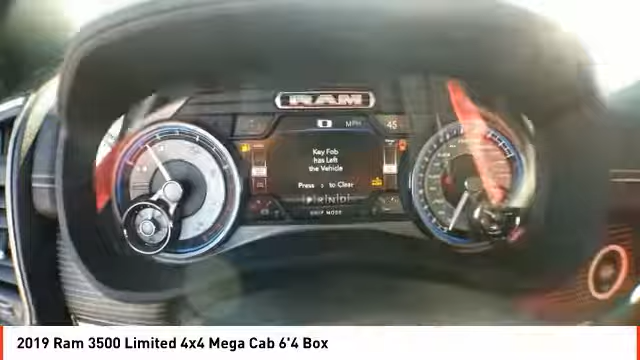 RAM
0 MPH
45
Key Fob
has Left
the Vehicle
Press to Clear
PRND
2019 Ram 3500 Limited 4x4 Mega Cab 6'4 Box